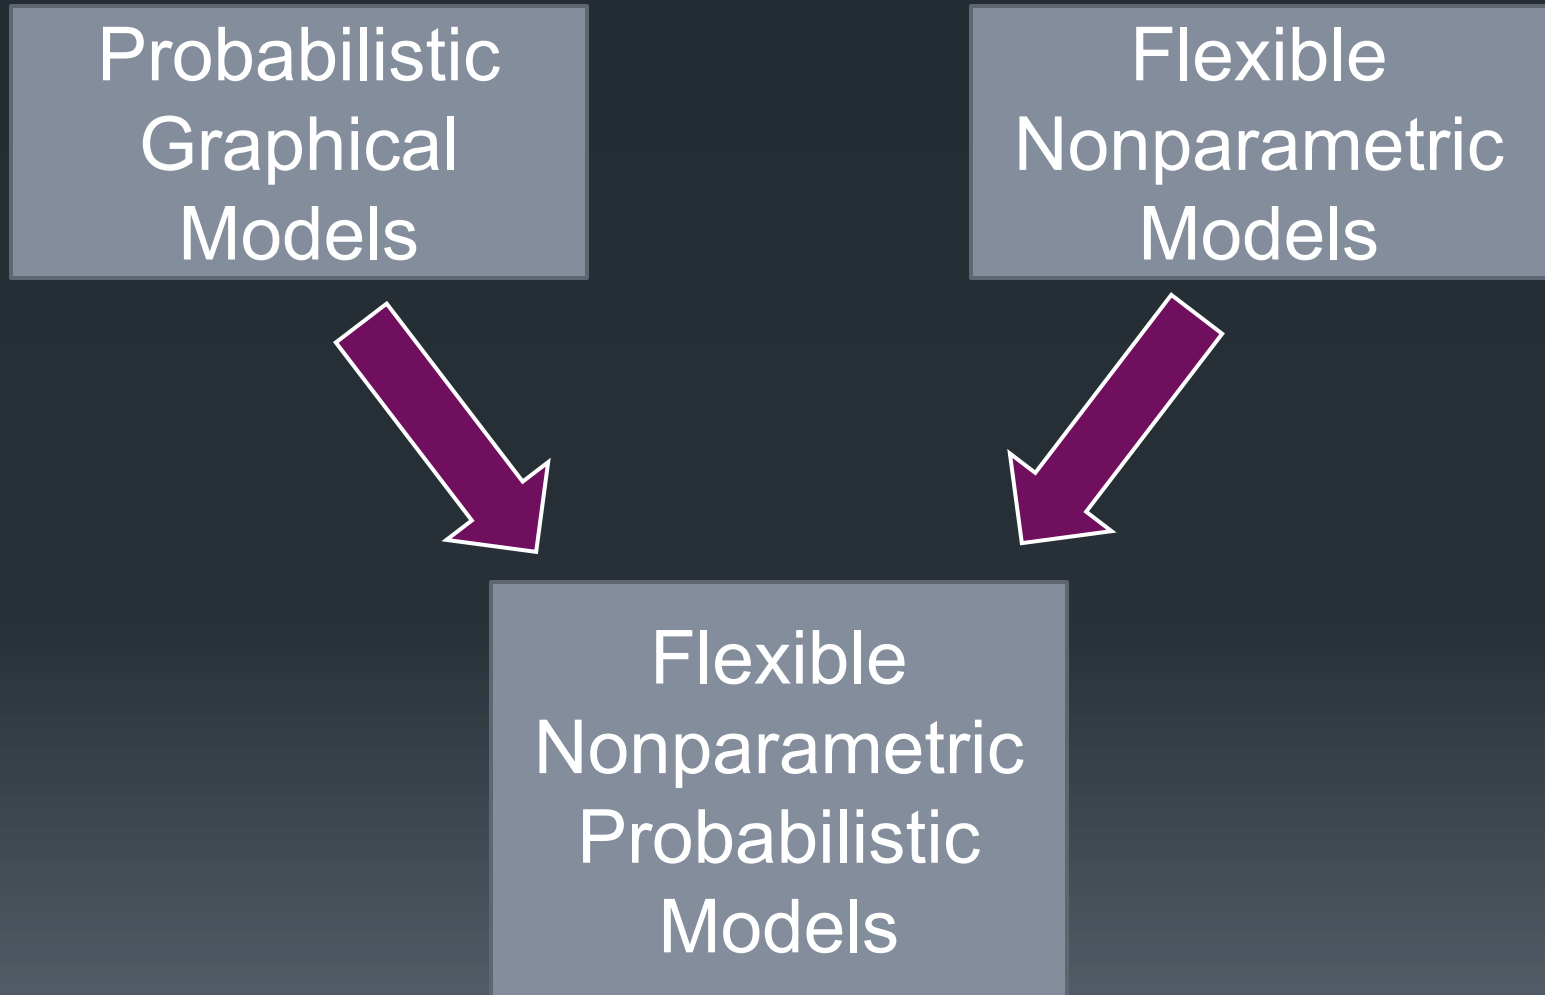 Probabilistic
Graphical
Models
Flexible
Nonparametric
Models
Flexible
Nonparametric
Probabilistic
Models